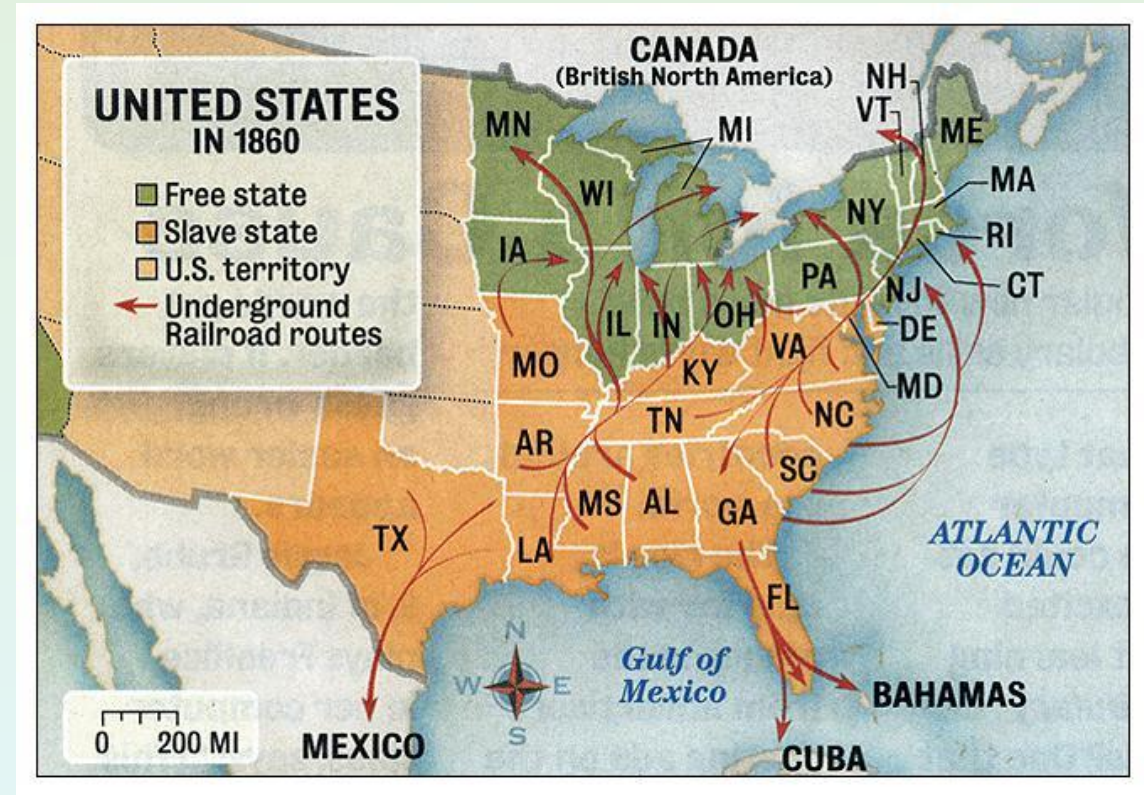 UNITED STATES
IN 1860
Free state
Slave state
U.S. territory
Underground
Railroad routes
CANADA
(British North America)
NH
VT
ME
MN
MI
MA
WI
NY
RI
IA
PA
CT
NJ
IL
IN
OH
DE
MO
VA
KY
MD
TN
NC
AR
SC
MS
AL
GA
TX
LA
ATLANTIC
OCEAN
FL
N
W
E
S
Gulf of
Mexico
BAHAMAS
0 200 MI
MEXICO
CUBA